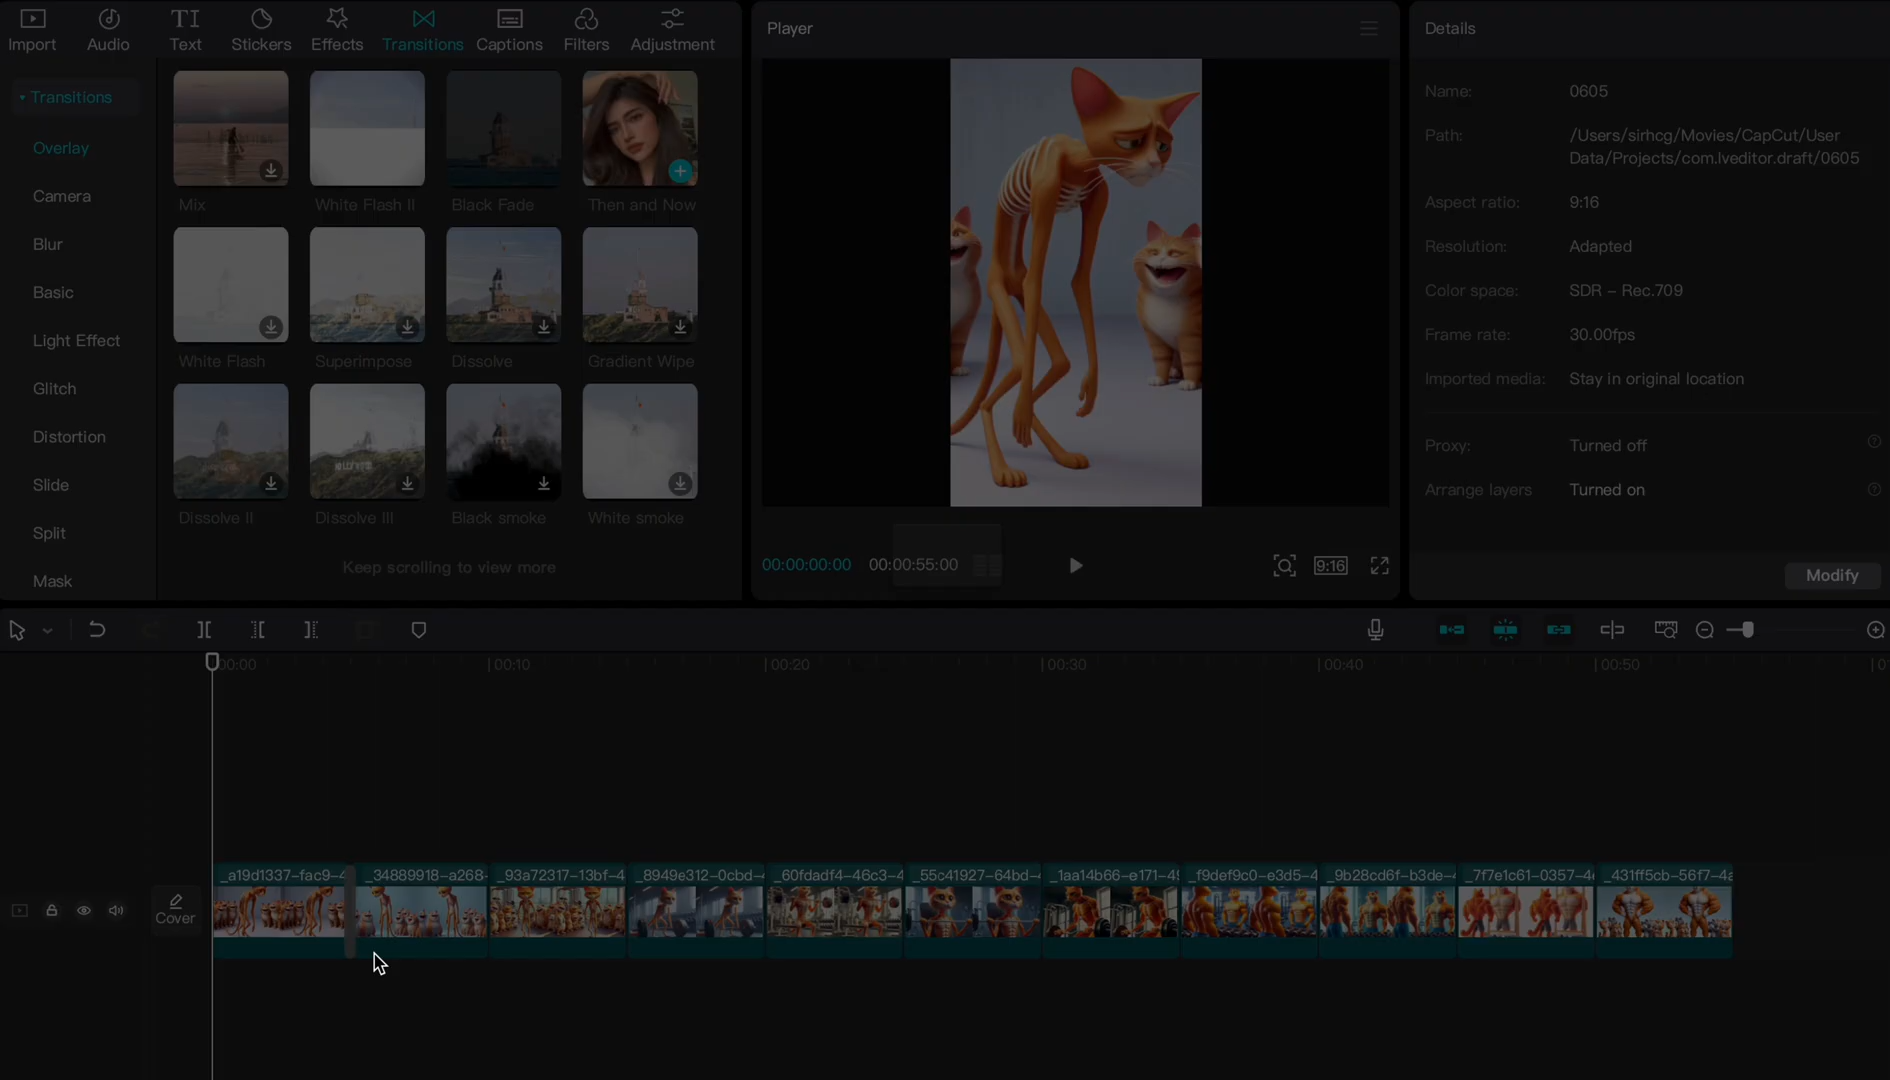 Import
Audio
Text
Stickers
Effects
Transitions
Captions
Filters
Adjustment
Transitions
Overlay
Camera
Blur
Basic
Light Effect
Glitch
Distortion
Slide
Split
Mask
Mix
White Flash II
Black Fade
Then and Now
White Flash
Superimpose
Dissolve
Gradient Wipe
Dissolve II
Dissolve III
Black smoke
White smoke
Keep scrolling to view more
Player
00:00:00:00
00:00:55:00
9:16
Details
Name: 0605
Path: /Users/sirhcg/Movies/CapCut/User
Data/Projects/com.lveditor.draft/0605
Aspect ratio: 9:16
Resolution: Adapted
Color space: SDR – Rec.709
Frame rate: 30.00fps
Imported media: Stay in original location
Proxy: Turned off
Arrange layers Turned on
Modify
00:00
00:10
00:20
00:30
00:40
00:50
Cover
_a19d1337-fac9-4
_34889918-a268-
_93a72317-13bf-4
_8949e312-0cbd-
_60fdadf4-46c3-4
_55c41927-64bd-
_1aa14b66-e171-45
_f9def9c0-e3d5-4
_9b28cd6f-b3de-
_7f7e1c61-0357-4
_431ff5cb-56f7-4a